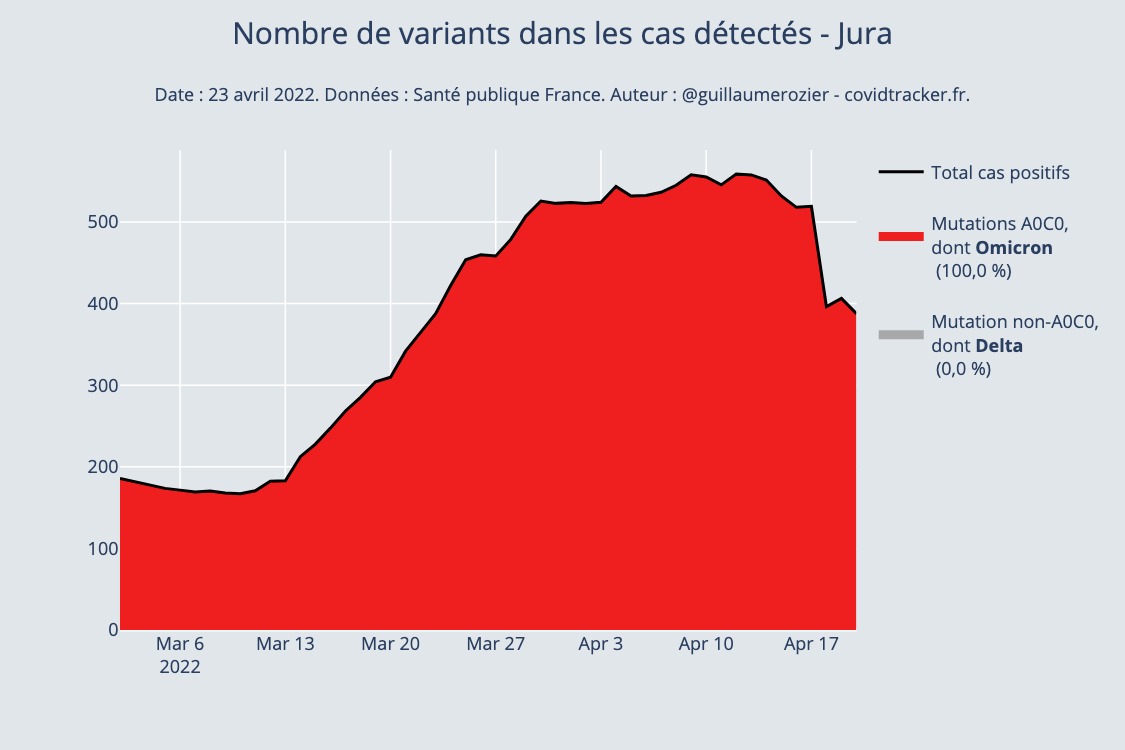 Nombre de variants dans les cas détectés - Jura
Date : 23 avril 2022. Données : Santé publique France. Auteur : @guillaumerozier - covidtracker.fr.
Total cas positifs
Mutations A0C0,
dont Omicron
(100,0 %)
Mutation non-A0C0,
dont Delta
(0,0 %)
500
400
300
200
100
0
Mar 6 Mar 13 Mar 20 Mar 27 Apr 3 Apr 10 Apr 17
2022